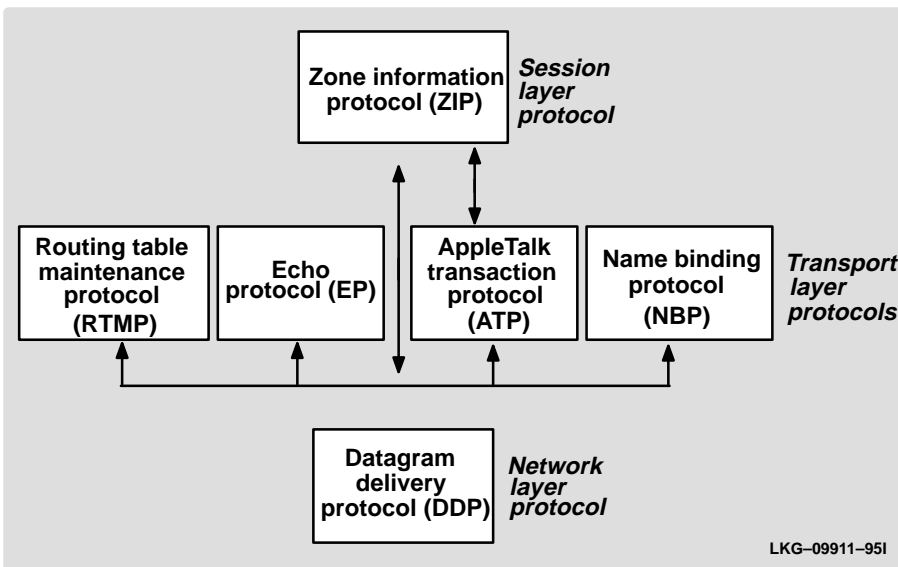 Zone information
protocol (ZIP)
Session
layer
protocol
Routing table
maintenance
protocol
(RTMP)
Echo
protocol (EP)
AppleTalk
transaction
protocol
(ATP)
Name binding
protocol
(NBP)
Transport
layer
protocols
Datagram
delivery
protocol (DDP)
Network
layer
protocol
LKG–09911–95I